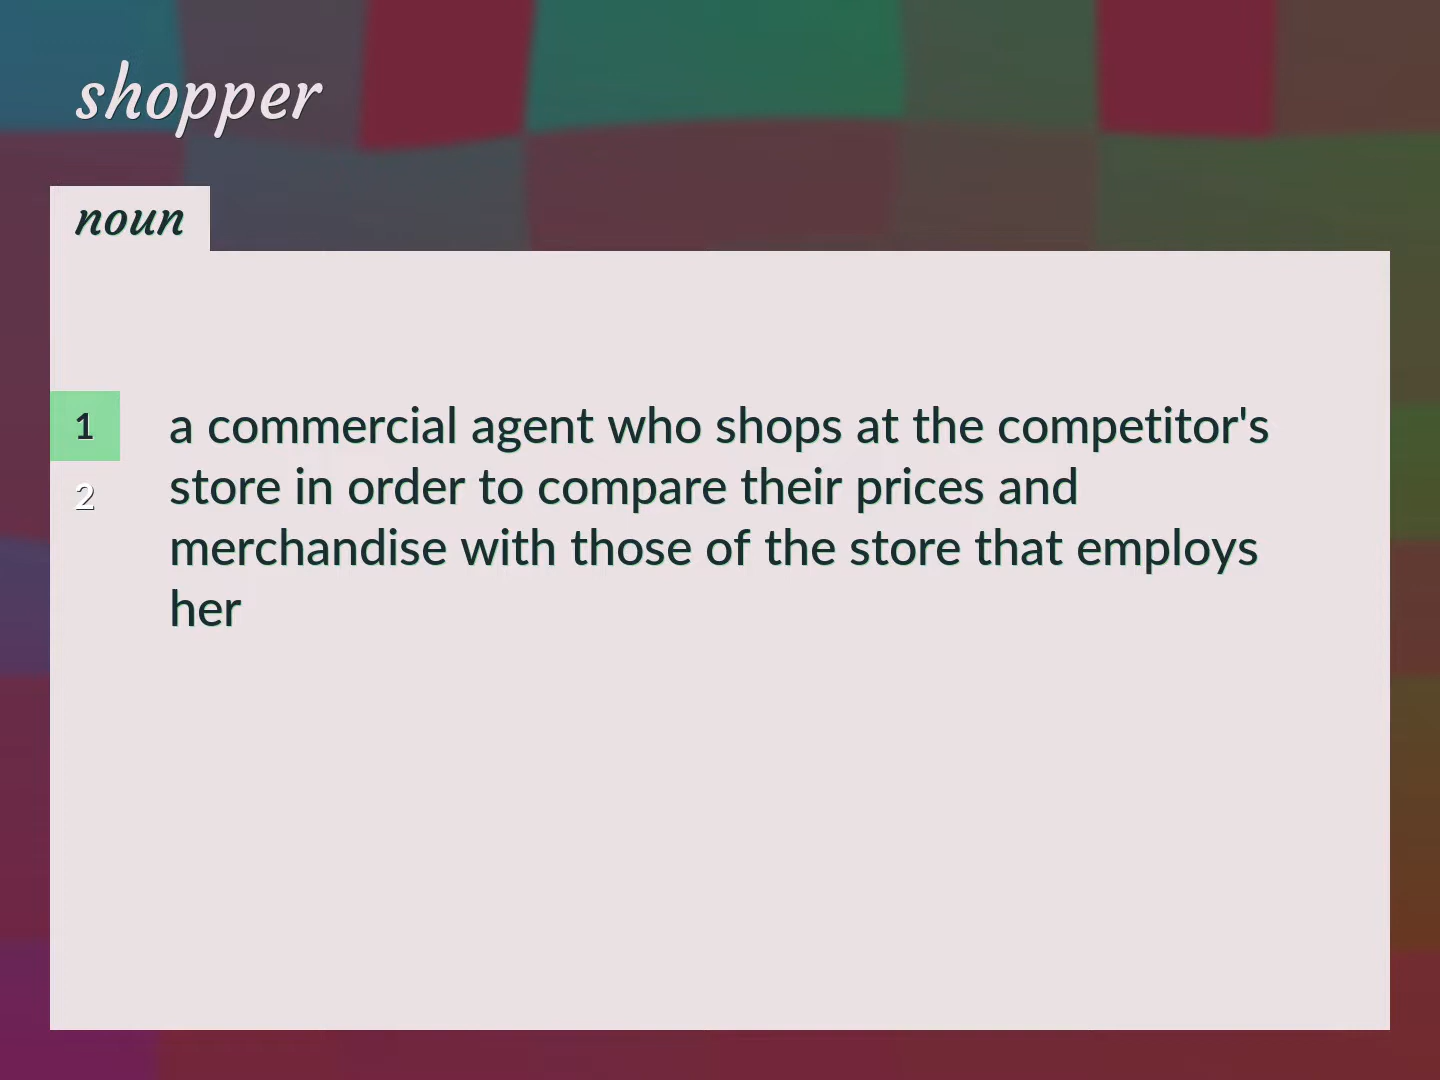 shopper
noun
1
a commercial agent who shops at the competitor's
store in order to compare their prices and
2
merchandise with those of the store that employs
her